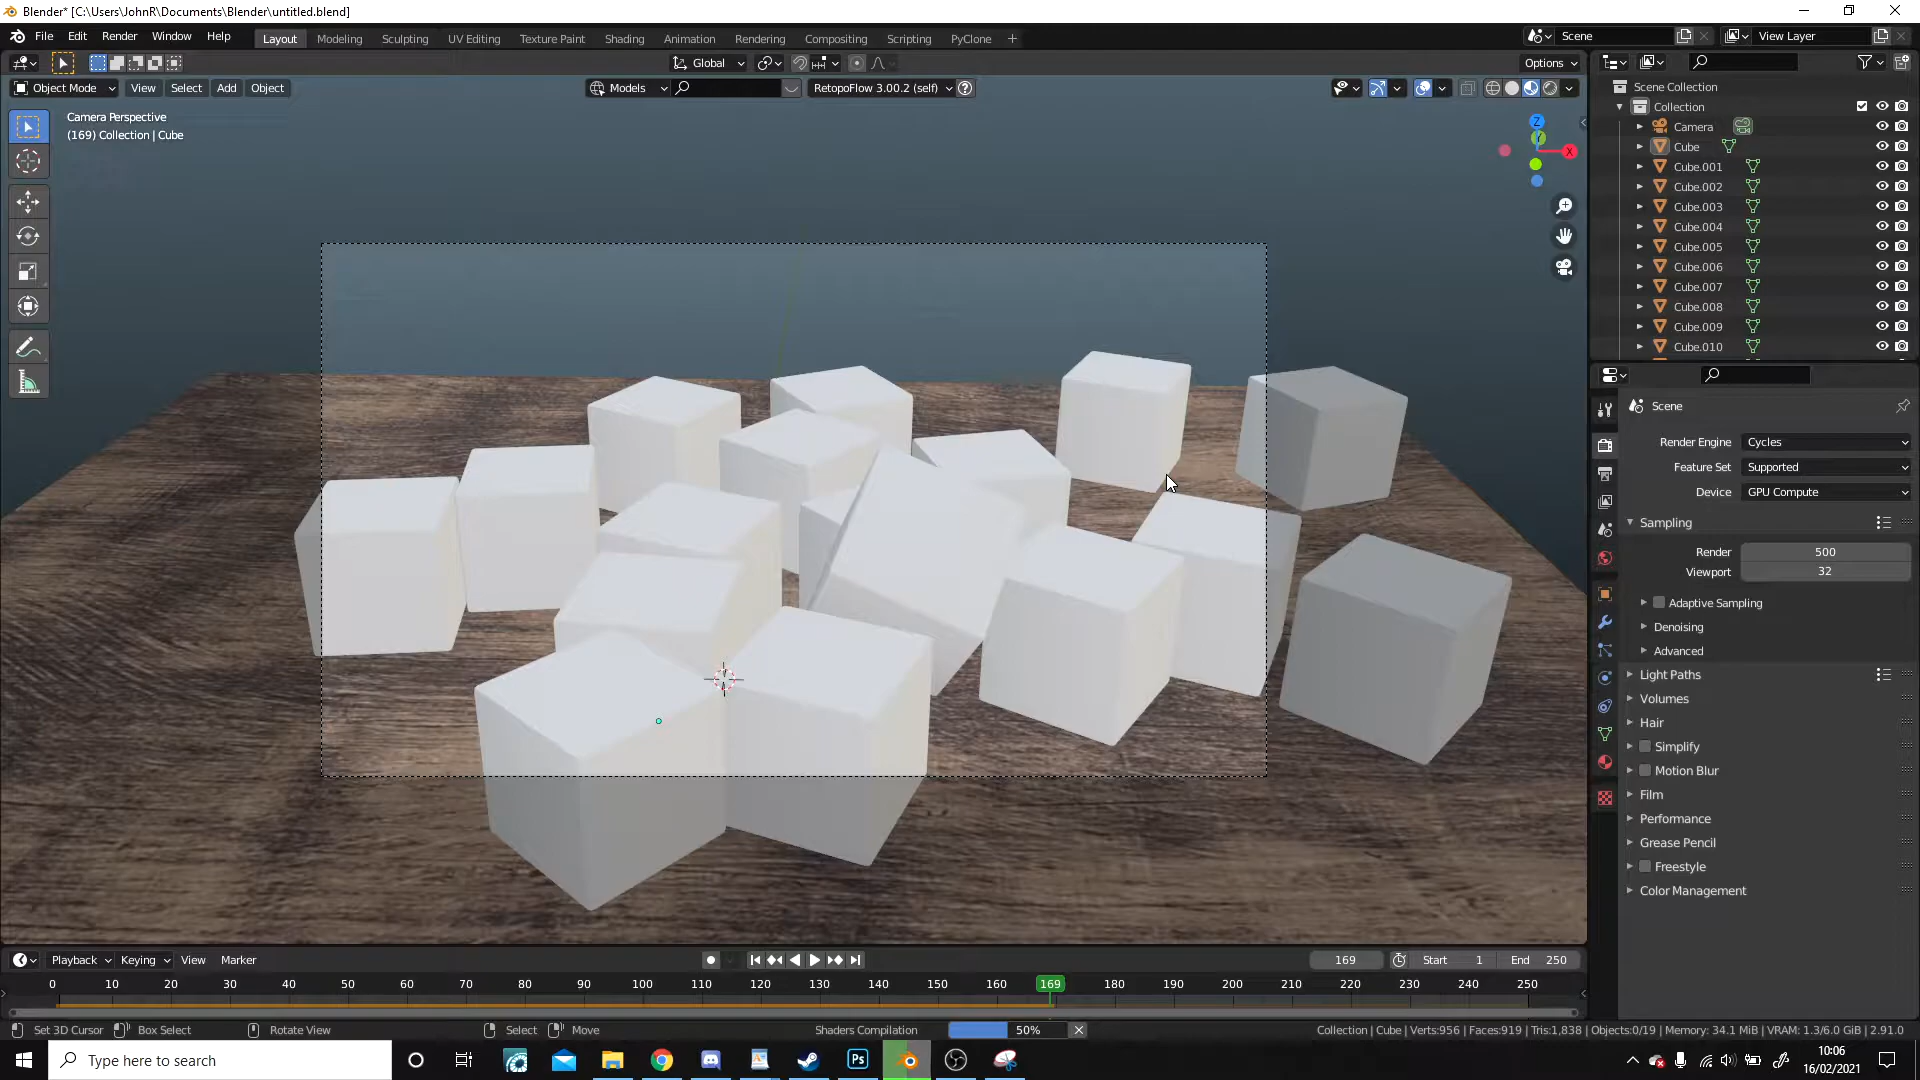 Blender* [C:\Users\JohnR\Documents\Blender\untitled.blend]
File Edit Render Window Help
Layout Modeling Sculpting UV Editing Texture Paint Shading Animation Rendering Compositing Scripting PyClone +
Scene
View Layer
Global
Options
Object Mode View Select Add Object
Models
RetopoFlow 3.00.2 (self)
Camera Perspective
(169) Collection | Cube
Z
Y
X
Scene Collection
Collection
Camera
Cube
Cube.001
Cube.002
Cube.003
Cube.004
Cube.005
Cube.006
Cube.007
Cube.008
Cube.009
Cube.010
Scene
Render Engine Cycles
Feature Set Supported
Device GPU Compute
Sampling
Render 500
Viewport 32
Adaptive Sampling
Denoising
Advanced
Light Paths
Volumes
Hair
Simplify
Motion Blur
Film
Performance
Grease Pencil
Freestyle
Color Management
Playback Keying View Marker
169 Start 1 End 250
0 10 20 30 40 50 60 70 80 90 100 110 120 130 140 150 160 169 180 190 200 210 220 230 240 250
Set 3D Cursor Box Select Rotate View Select Move Shaders Compilation 50% Collection | Cube | Verts:956 | Faces:919 | Tris:1,838 | Objects:0/19 | Memory: 34.1 MiB | VRAM: 1.3/6.0 GiB | 2.91.0
Type here to search
Ps
10:06
16/02/2021